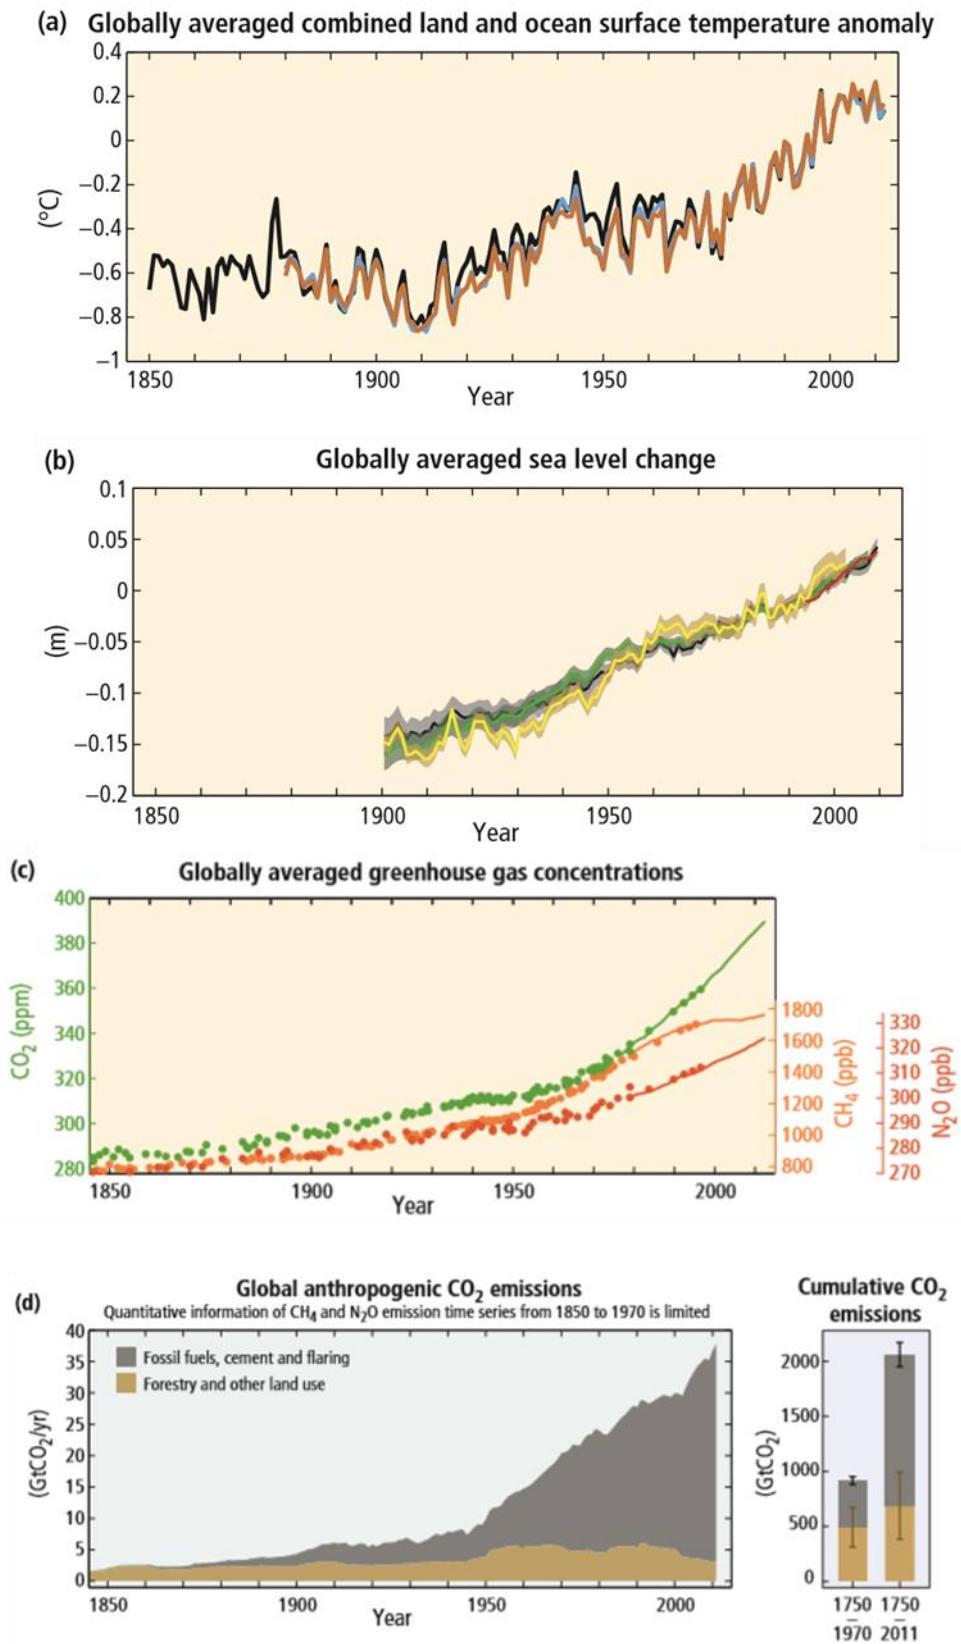 (a) Globally averaged combined land and ocean surface temperature anomaly
0.4
0.2
0
−0.2
−0.4
−0.6
−0.8
−1
(°C)
1850 1900 1950 2000
Year
(b) Globally averaged sea level change
0.1
0.05
0
−0.05
−0.1
−0.15
−0.2
(m)
1850 1900 1950 2000
Year
(c) Globally averaged greenhouse gas concentrations
400
380
360
340
320
300
280
CO₂ (ppm)
1800
1600
1400
1200
1000
800
CH₄ (ppb)
330
320
310
300
290
280
270
N₂O (ppb)
1850 1900 1950 2000
Year
(d) Global anthropogenic CO₂ emissions
Quantitative information of CH₄ and N₂O emission time series from 1850 to 1970 is limited
40
35
30
25
20
15
10
5
0
(GtCO₂/yr)
Fossil fuels, cement and flaring
Forestry and other land use
1850 1900 1950 2000
Year
Cumulative CO₂
emissions
2000
1500
1000
500
0
(GtCO₂)
1750 1750
– –
1970 2011